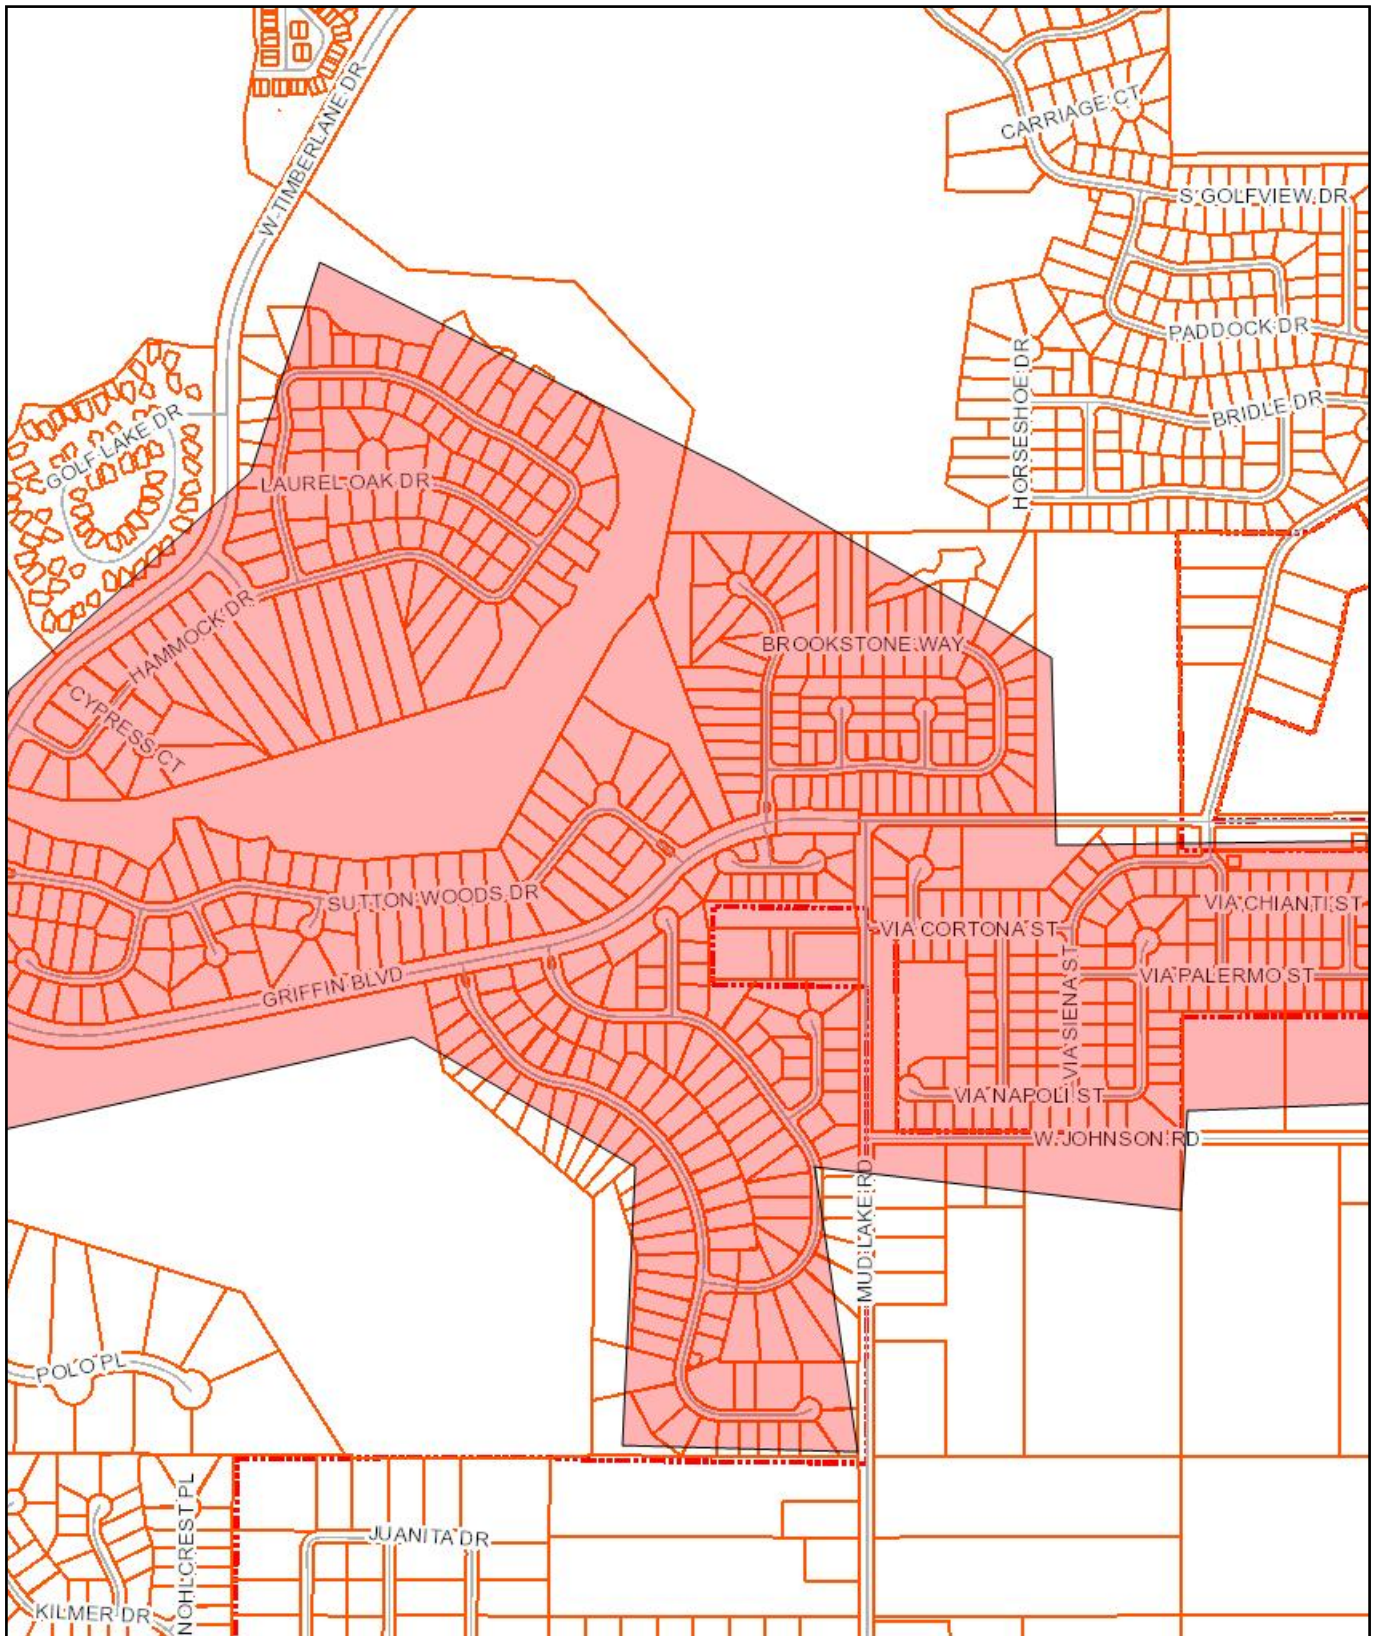 W TIMBERLANE DR
CARRIAGE CT
S GOLFVIEW DR
PADDOCK DR
HORSESHOE DR
BRIDLE DR
GOLF LAKE DR
LAUREL OAK DR
HAMMOCK DR
BROOKSTONE WAY
CYPRESS CT
SUTTON WOODS DR
VIA CHIANTI ST
VIA CORTONA ST
GRIFFIN BLVD
VIA PALERMO ST
VIA SIENA ST
VIA NAPOLI ST
W JOHNSON RD
MUD LAKE RD
POLO PL
JUANITA DR
NOHLCREST PL
KILMER DR